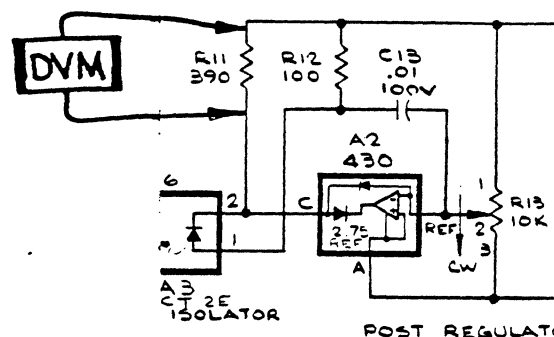 DVM
R11
390
R12
100
C13
.01
100V
A2
430
6
2
C
1
2.75
REF
REF
1
2
3
R13
10K
A
CW
A3
CT 2E
ISOLATOR
POST REGULATO